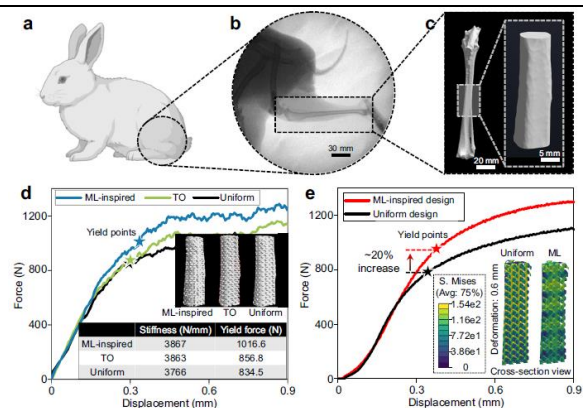 a
b
c
30 mm
20 mm
5 mm
d
ML-inspired
TO
Uniform
Yield points
Force (N)
1200
800
400
0
ML-inspired TO Uniform
Stiffness (N/mm) Yield force (N)
ML-inspired 3867 1016.6
TO 3863 856.8
Uniform 3766 834.5
0 0.3 0.6 0.9
Displacement (mm)
e
ML-inspired design
Uniform design
Yield points
~20%
increase
Force (N)
1200
800
400
0
S. Mises
(Avg: 75%)
1.54e2
1.16e2
7.72e1
3.86e1
0
Deformation: 0.6 mm
Uniform ML
Cross-section view
0 0.3 0.6 0.9
Displacement (mm)